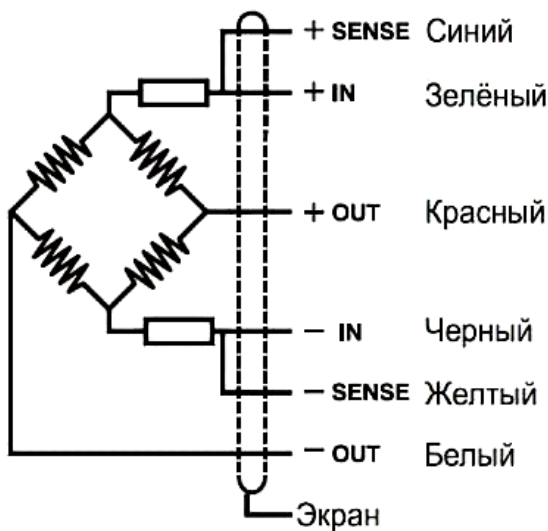 + SENSE Синий
+ IN Зелёный
+ OUT Красный
− IN Черный
− SENSE Желтый
− OUT Белый
Экран